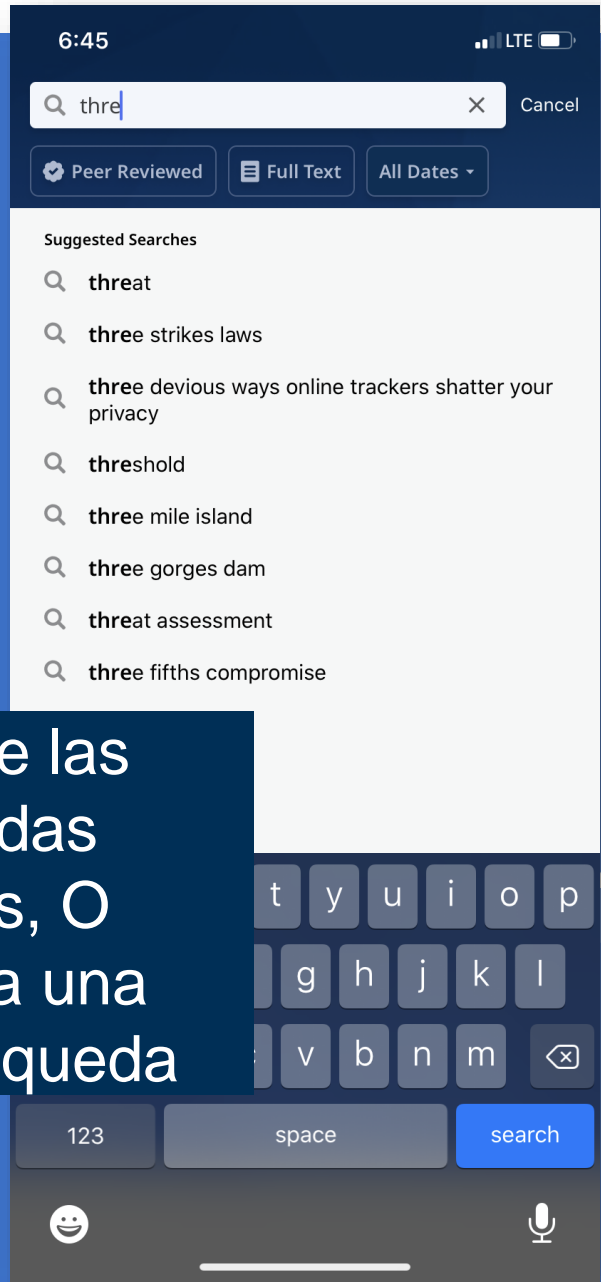 6:45
LTE
thre
Cancel
Peer Reviewed
Full Text
All Dates
Suggested Searches
threat
three strikes laws
three devious ways online trackers shatter your
privacy
threshold
three mile island
three gorges dam
threat assessment
three fifths compromise
las
O
una
t y u i o p
g h j k l
v b n m
123
space
search